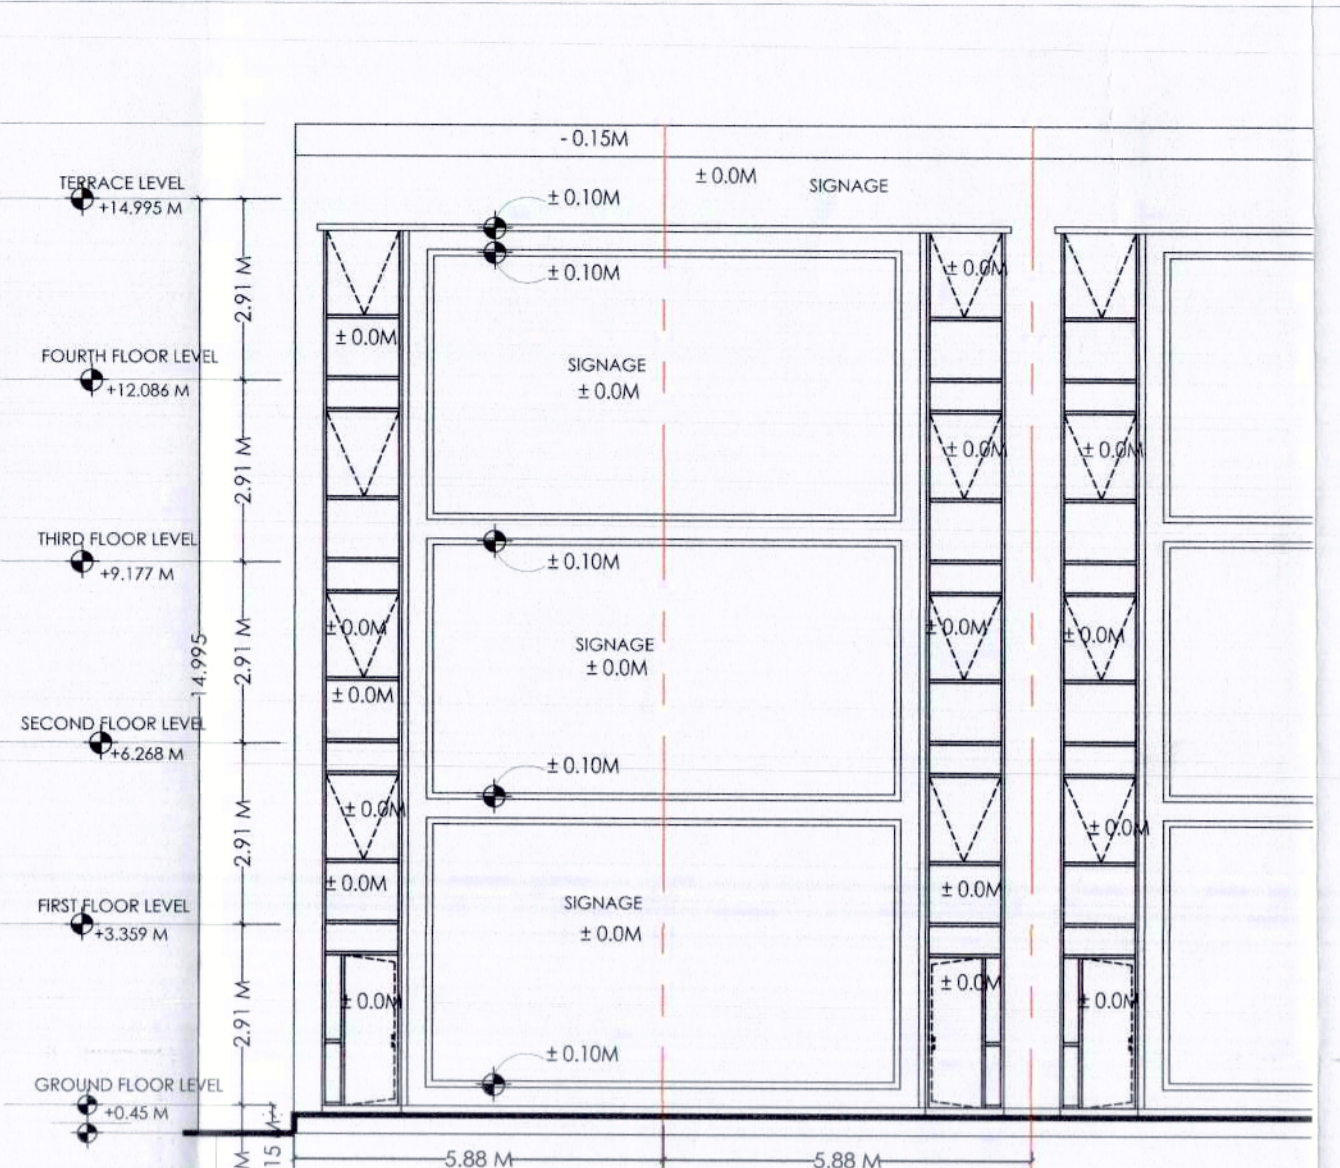 - 0.15M
± 0.0M
SIGNAGE
TERRACE LEVEL
+14.995 M
± 0.10M
± 0.10M
± 0.0M
2.91 M
± 0.0M
FOURTH FLOOR LEVEL
+12.086 M
SIGNAGE
± 0.0M
± 0.0M
± 0.0M
2.91 M
THIRD FLOOR LEVEL
+9.177 M
± 0.10M
14.995
2.91 M
± 0.0M
± 0.0M
SIGNAGE
± 0.0M
± 0.0M
± 0.0M
SECOND FLOOR LEVEL
+6.268 M
± 0.10M
2.91 M
± 0.0M
± 0.0M
± 0.0M
± 0.0M
FIRST FLOOR LEVEL
+3.359 M
SIGNAGE
± 0.0M
2.91 M
± 0.0M
± 0.0M
± 0.0M
± 0.10M
GROUND FLOOR LEVEL
+0.45 M
15
M
5.88 M
5.88 M